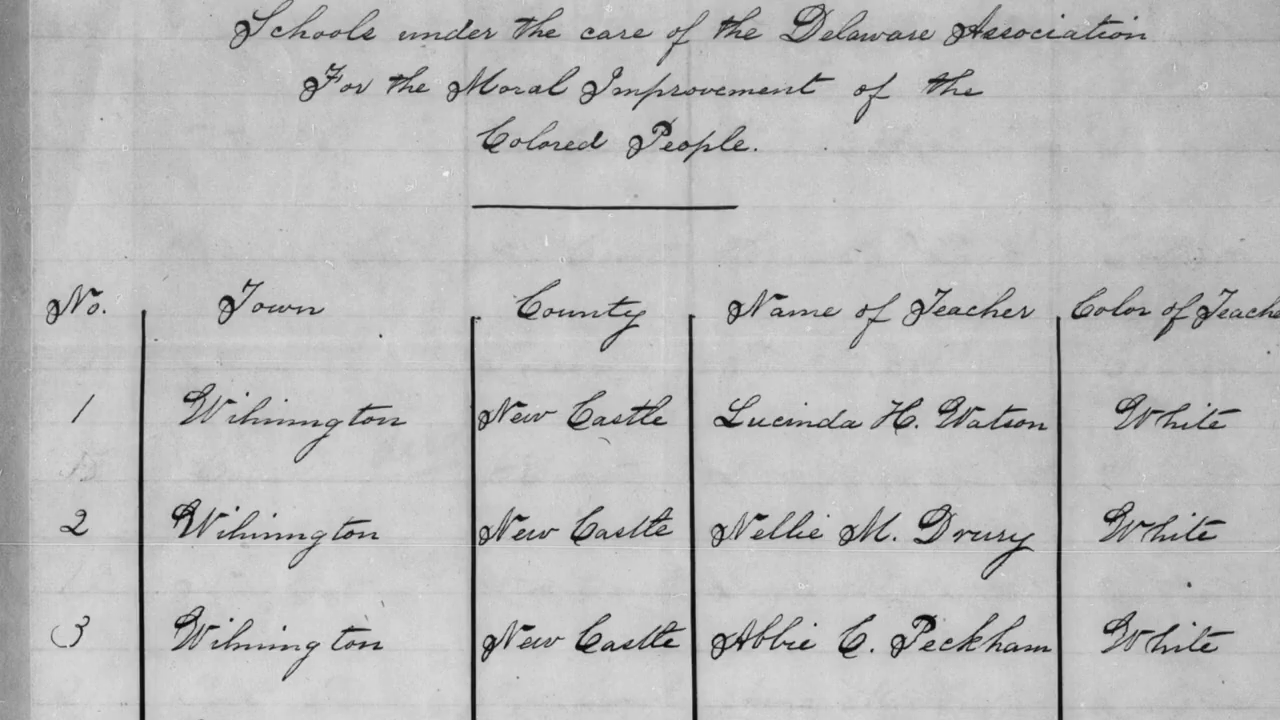 Schools under the care of the Delaware Association
For the Moral Improvement of the
Colored People.
No. Town County Name of Teacher Color of Teache
1 Wilmington New Castle Lucinda H. Watson White
2 Wilmington New Castle Nellie M. Drury White
3 Wilmington New Castle Abbie C. Peckham White